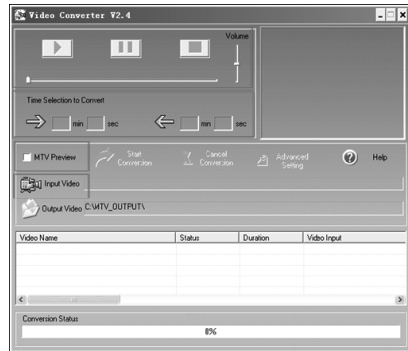 Video Converter V2.4
Volume
Time Selection to Convert
min sec mn sec
MTV Preview Start Conversion Cancel Conversion Advanced Setting Help
Input Video
Output Video C:\MTV_OUTPUT\
Video Name Status Duration Video Input
Conversion Status
0%